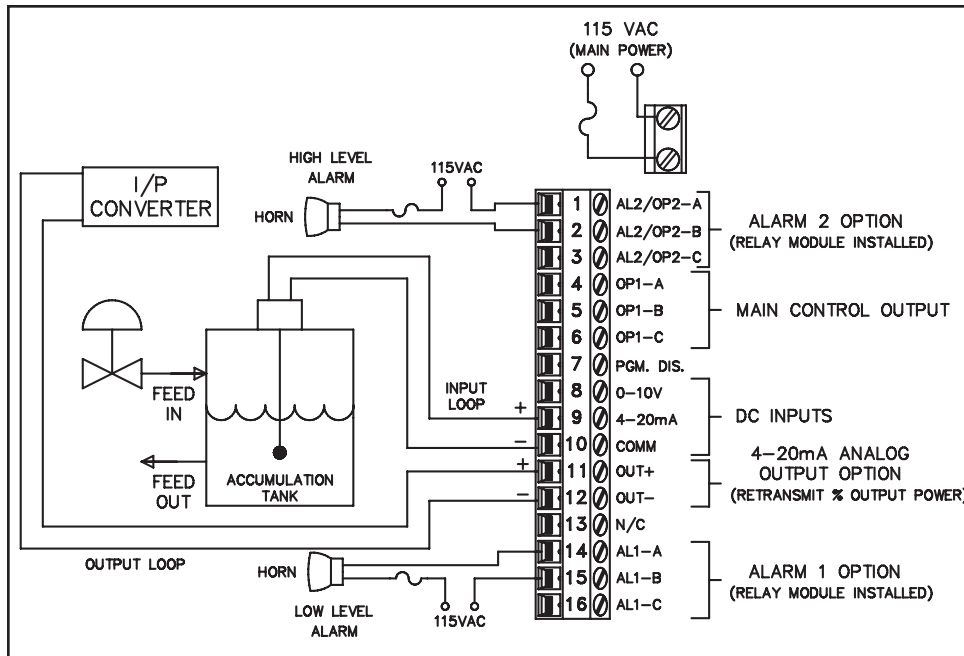 115 VAC
(MAIN POWER)
I/P
CONVERTER
HIGH LEVEL
ALARM
115VAC
HORN
FEED
IN
FEED
OUT
ACCUMULATION
TANK
INPUT
LOOP
+
−
+
−
OUTPUT LOOP
HORN
LOW LEVEL
ALARM
115VAC
1 AL2/OP2-A
2 AL2/OP2-B
3 AL2/OP2-C
4 OP1-A
5 OP1-B
6 OP1-C
7 PGM. DIS.
8 0-10V
9 4-20mA
10 COMM
11 OUT+
12 OUT-
13 N/C
14 AL1-A
15 AL1-B
16 AL1-C
ALARM 2 OPTION
(RELAY MODULE INSTALLED)
MAIN CONTROL OUTPUT
DC INPUTS
4-20mA ANALOG
OUTPUT OPTION
(RETRANSMIT % OUTPUT POWER)
ALARM 1 OPTION
(RELAY MODULE INSTALLED)